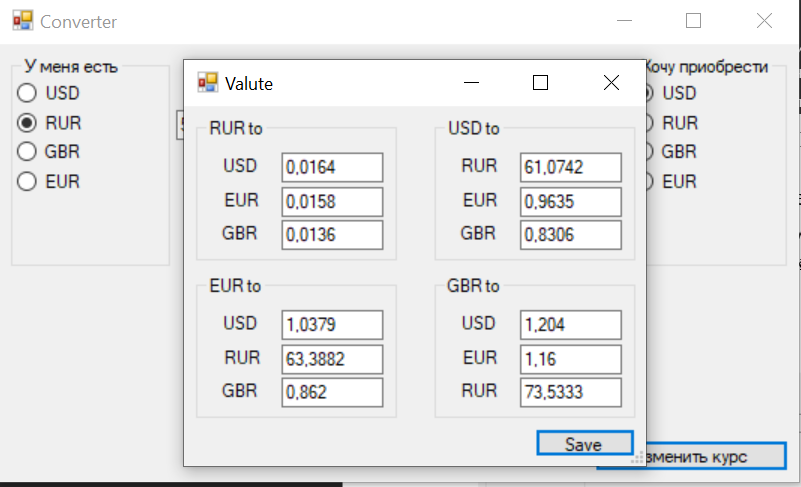 Converter
У меня есть
USD
RUR
GBR
EUR
Valute
RUR to
USD 0,0164
EUR 0,0158
GBR 0,0136
USD to
RUR 61,0742
EUR 0,9635
GBR 0,8306
EUR to
USD 1,0379
RUR 63,3882
GBR 0,862
GBR to
USD 1,204
EUR 1,16
RUR 73,5333
Save
Хочу приобрести
USD
RUR
GBR
EUR
зменить курс